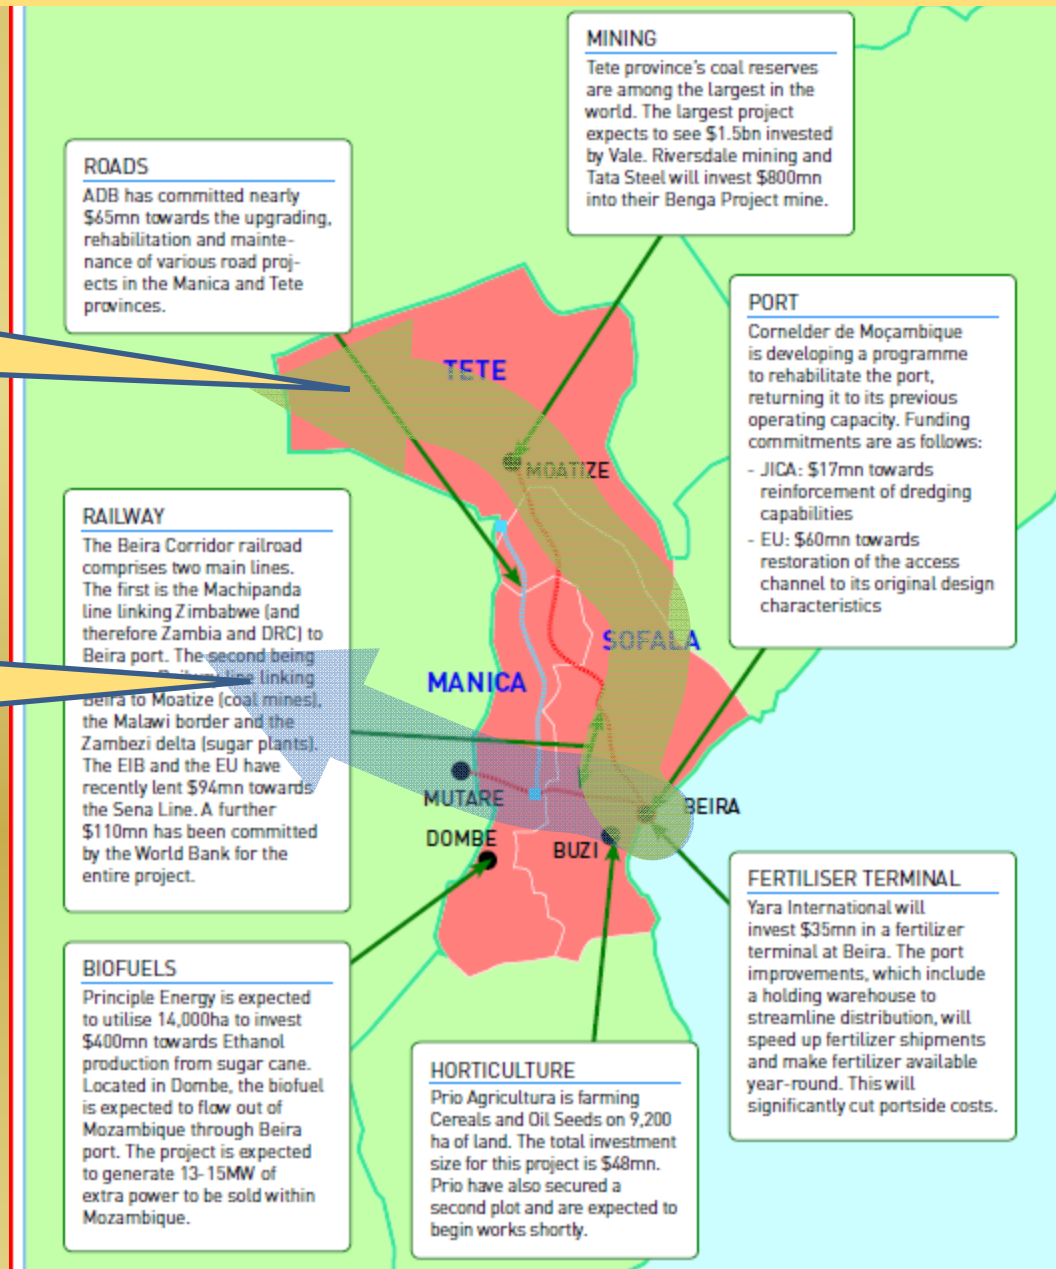 MINING
Tete province's coal reserves
are among the largest in the
world. The largest project
expects to see $1.5bn invested
by Vale. Riversdale mining and
Tata Steel will invest $800mn
into their Benga Project mine.
ROADS
ADB has committed nearly
$65mn towards the upgrading,
rehabilitation and mainte-
nance of various road proj-
ects in the Manica and Tete
provinces.
PORT
Cornelder de Moçambique
is developing a programme
to rehabilitate the port,
returning it to its previous
operating capacity. Funding
commitments are as follows:
- JICA: $17mn towards
reinforcement of dredging
capabilities
- EU: $60mn towards
restoration of the access
channel to its original design
characteristics
TETE
MOATIZE
RAILWAY
The Beira Corridor railroad
comprises two main lines.
The first is the Machipanda
line linking Zimbabwe (and
therefore Zambia and DRC) to
Beira port. The second being
line linking
Beira to Moatize (coal mines),
the Malawi border and the
Zambezi delta (sugar plants).
The EIB and the EU have
recently lent $94mn towards
the Sena Line. A further
$110mn has been committed
by the World Bank for the
entire project.
SOFALA
MANICA
MUTARE
BEIRA
DOMBE
BUZI
FERTILISER TERMINAL
Yara International will
invest $35mn in a fertilizer
terminal at Beira. The port
improvements, which include
a holding warehouse to
streamline distribution, will
speed up fertilizer shipments
and make fertilizer available
year-round. This will
significantly cut portside costs.
BIOFUELS
Principle Energy is expected
to utilise 14,000ha to invest
$400mn towards Ethanol
production from sugar cane.
Located in Dombe, the biofuel
is expected to flow out of
Mozambique through Beira
port. The project is expected
to generate 13-15MW of
extra power to be sold within
Mozambique.
HORTICULTURE
Prio Agricultura is farming
Cereals and Oil Seeds on 9,200
ha of land. The total investment
size for this project is $48mn.
Prio have also secured a
second plot and are expected to
begin works shortly.